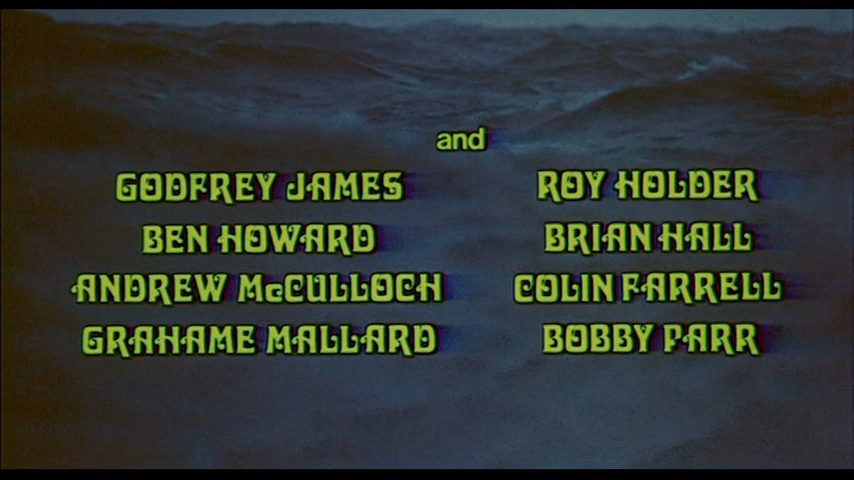 and
GODFREY JAMES ROY HOLDER
BEN HOWARD BRIAN HALL
ANDREW McCULLOCH COLIN FARRELL
GRAHAME MALLARD BOBBY PARR